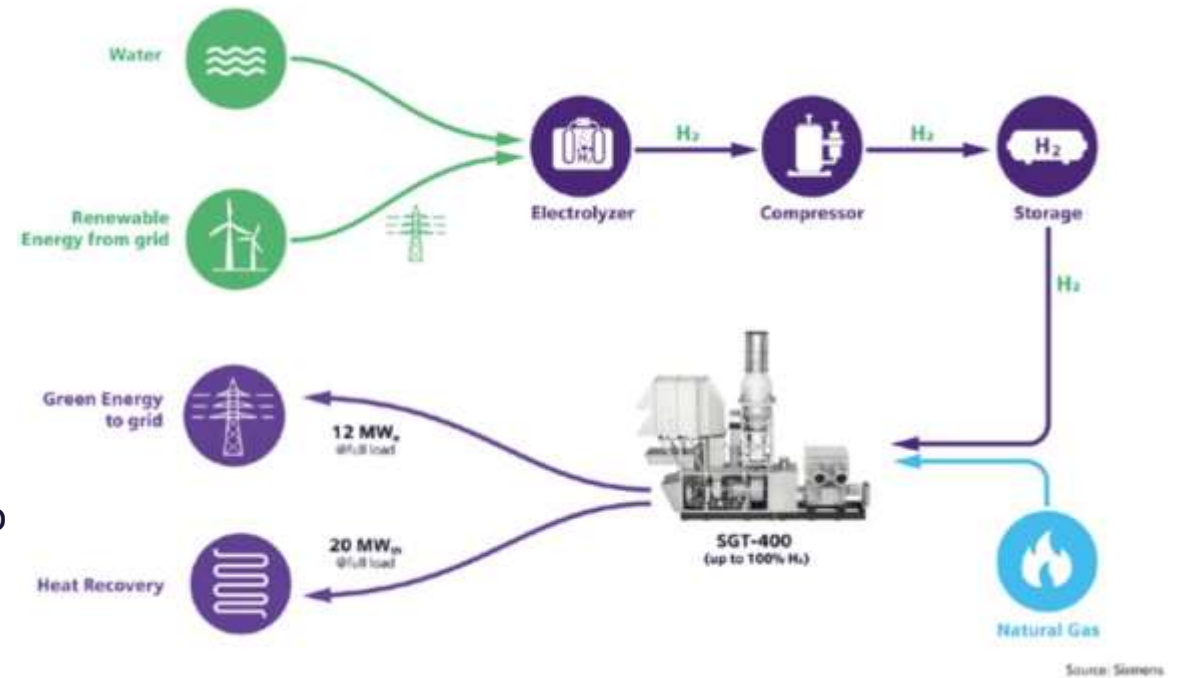 Water
Renewable
Energy from grid
H₂
Electrolyzer
H₂
Compressor
H₂
H₂
Storage
H₂
Green Energy
to grid
12 MWe
@full load
20 MWth
@full load
Heat Recovery
SGT-400
(up to 100% H₂)
Natural Gas
Source: Siemens